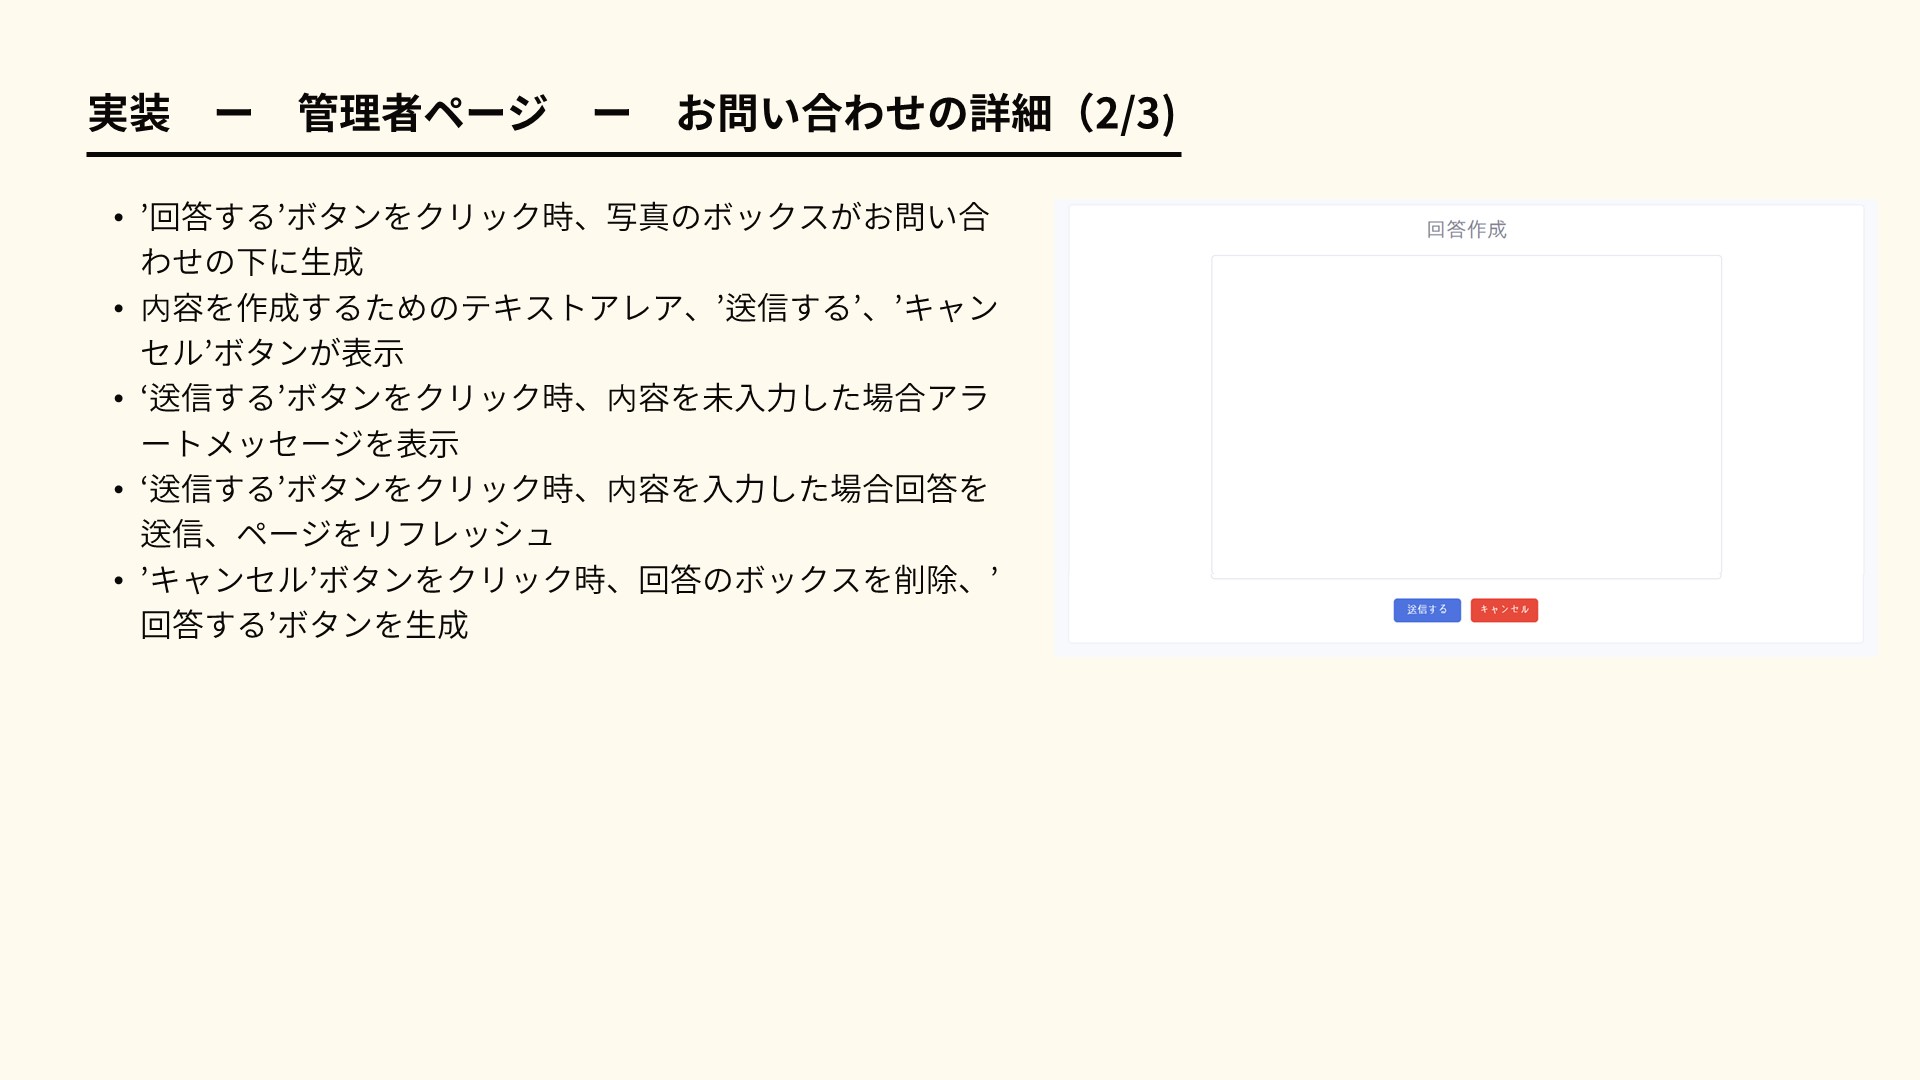 実装　ー　管理者ページ　ー　お問い合わせの詳細（2/3)
• ’回答する’ボタンをクリック時、写真のボックスがお問い合
わせの下に生成
• 内容を作成するためのテキストアレア、’送信する’、’キャン
セル’ボタンが表示
• ‘送信する’ボタンをクリック時、内容を未入力した場合アラ
ートメッセージを表示
• ‘送信する’ボタンをクリック時、内容を入力した場合回答を
送信、ページをリフレッシュ
• ’キャンセル’ボタンをクリック時、回答のボックスを削除、’
回答する’ボタンを生成
回答作成
送信する キャンセル